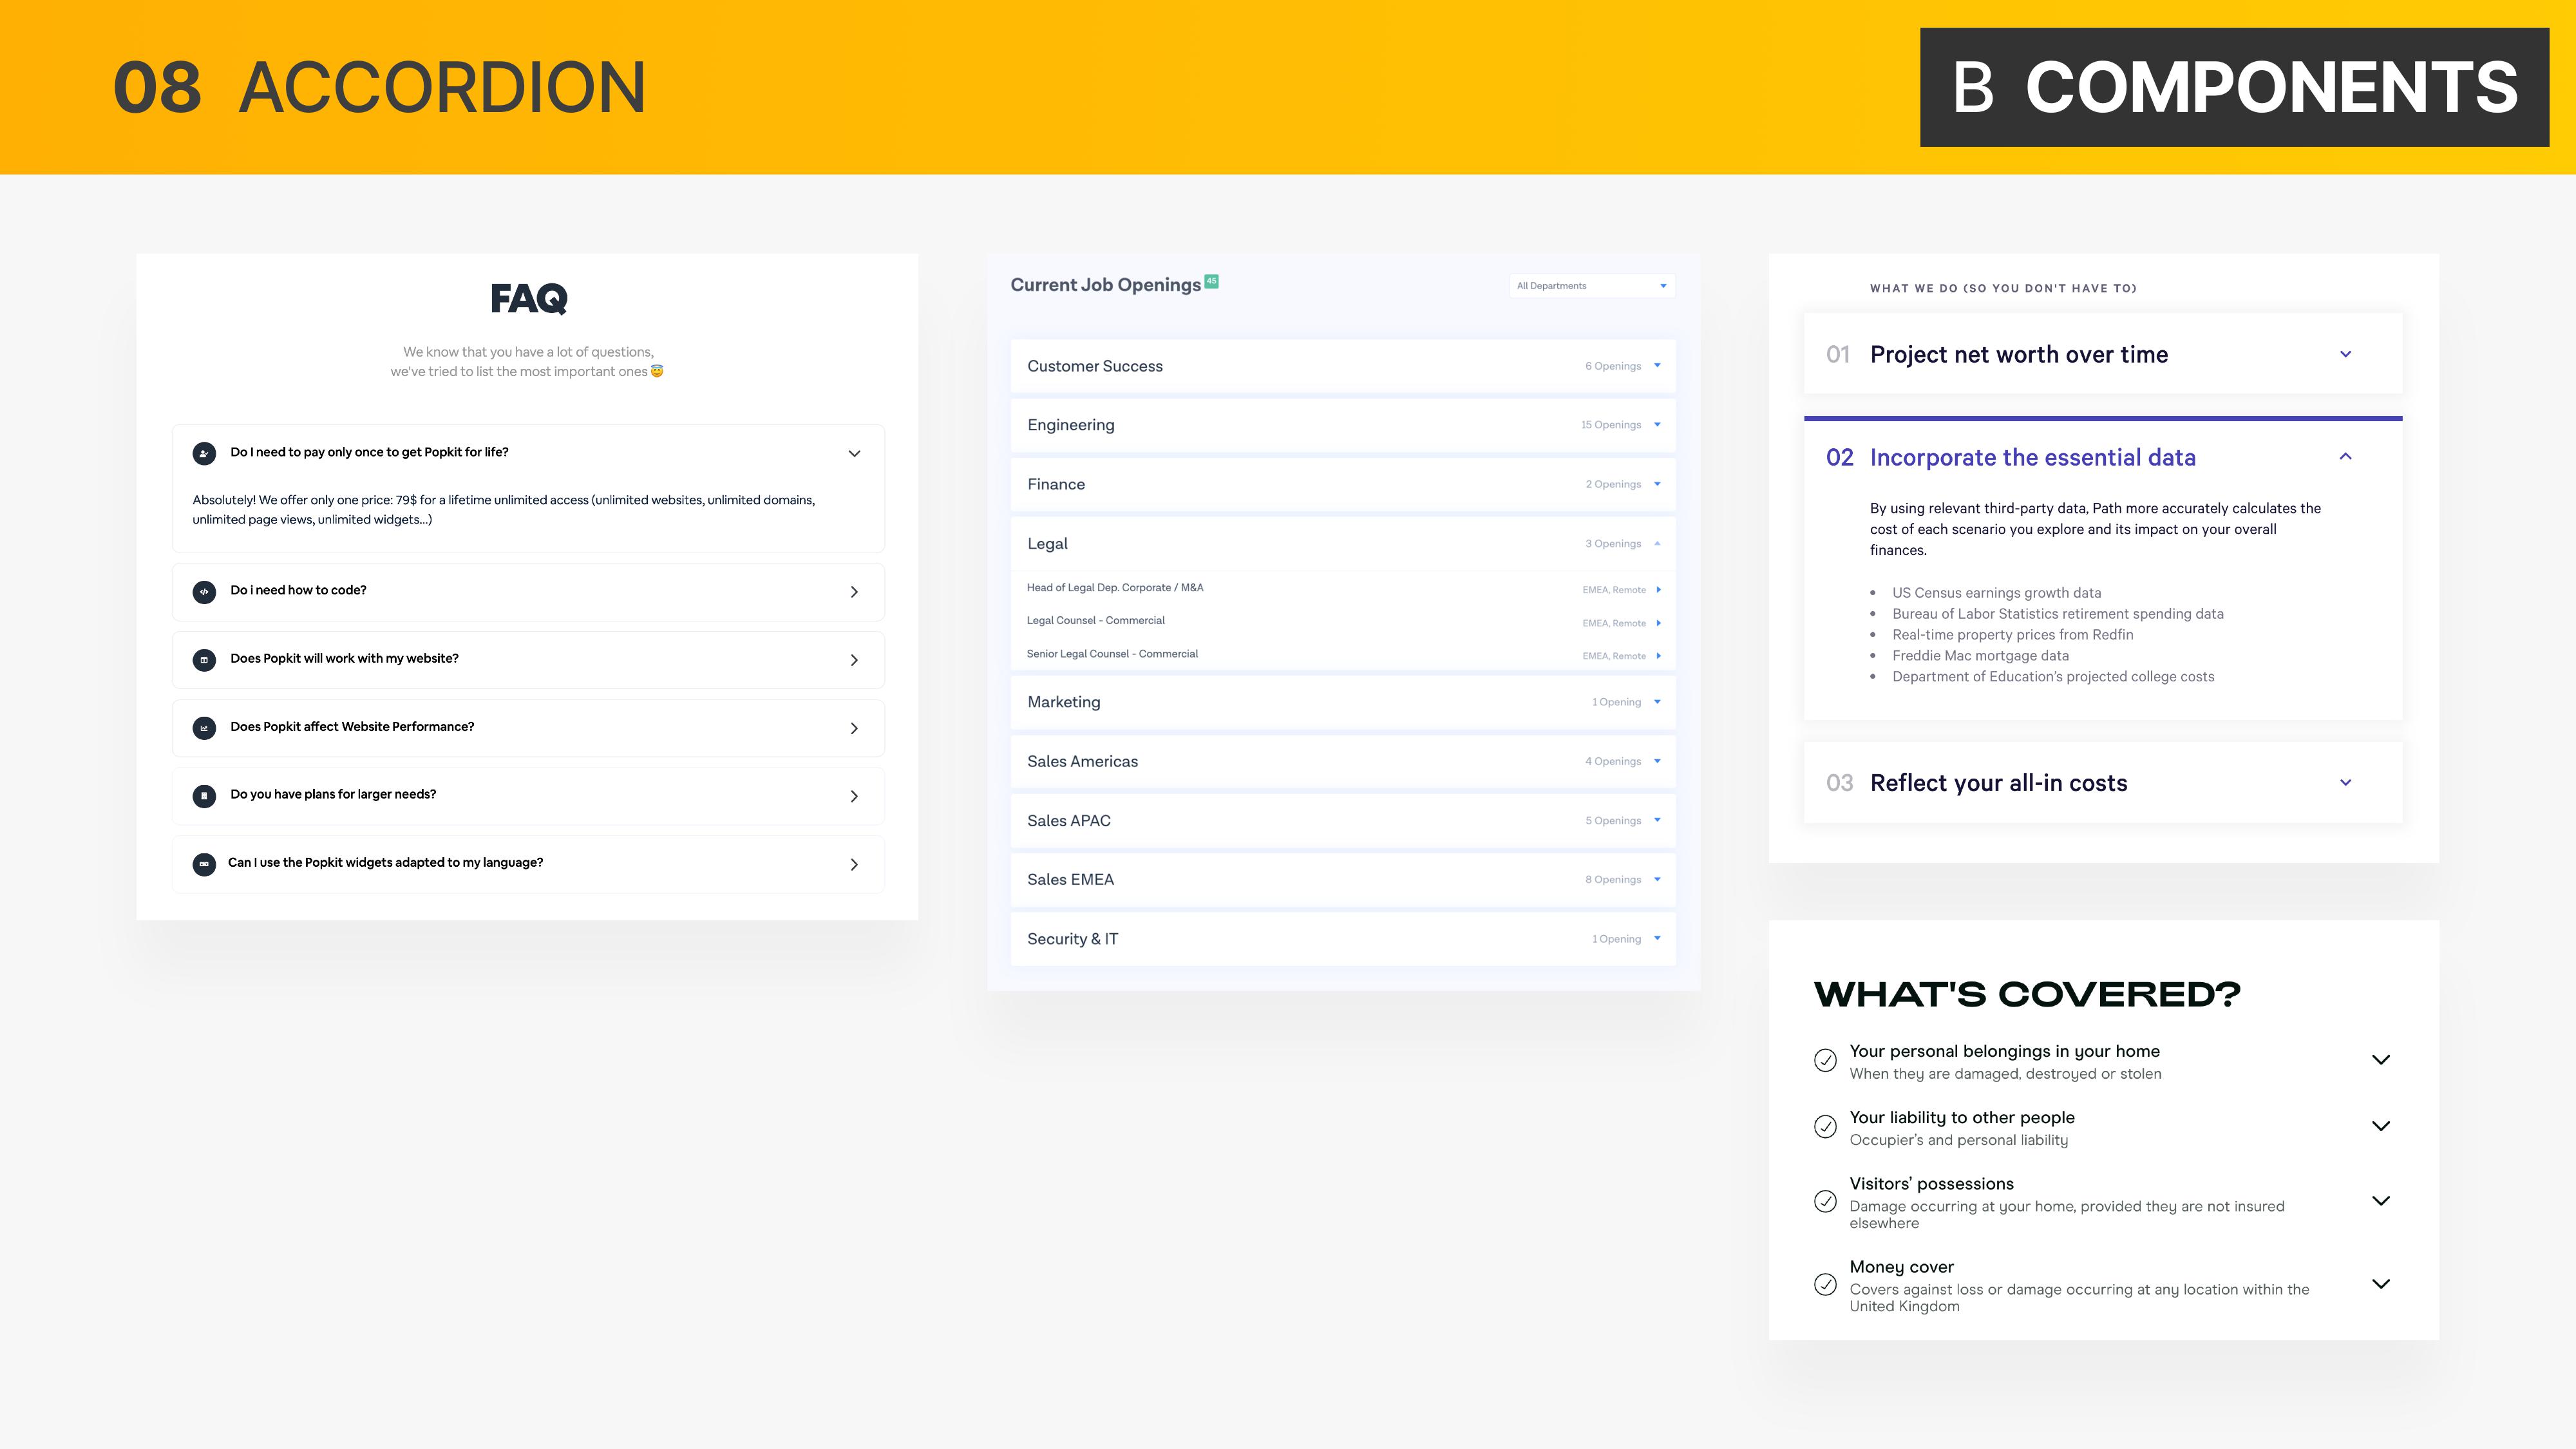 08 ACCORDION
B COMPONENTS
FAQ
We know that you have a lot of questions,
we've tried to list the most important ones 😇
Do I need to pay only once to get Popkit for life?
Absolutely! We offer only one price: 79$ for a lifetime unlimited access (unlimited websites, unlimited domains,
unlimited page views, unlimited widgets...)
Do i need how to code?
Does Popkit will work with my website?
Does Popkit affect Website Performance?
Do you have plans for larger needs?
Can I use the Popkit widgets adapted to my language?
Current Job Openings 45
All Departments
Customer Success 6 Openings
Engineering 15 Openings
Finance 2 Openings
Legal 3 Openings
Head of Legal Dep. Corporate / M&A EMEA, Remote
Legal Counsel - Commercial EMEA, Remote
Senior Legal Counsel - Commercial EMEA, Remote
Marketing 1 Opening
Sales Americas 4 Openings
Sales APAC 5 Openings
Sales EMEA 8 Openings
Security & IT 1 Opening
WHAT WE DO (SO YOU DON'T HAVE TO)
01 Project net worth over time
02 Incorporate the essential data
By using relevant third-party data, Path more accurately calculates the
cost of each scenario you explore and its impact on your overall
finances.
• US Census earnings growth data
• Bureau of Labor Statistics retirement spending data
• Real-time property prices from Redfin
• Freddie Mac mortgage data
• Department of Education's projected college costs
03 Reflect your all-in costs
WHAT'S COVERED?
Your personal belongings in your home
When they are damaged, destroyed or stolen
Your liability to other people
Occupier's and personal liability
Visitors' possessions
Damage occurring at your home, provided they are not insured
elsewhere
Money cover
Covers against loss or damage occurring at any location within the
United Kingdom